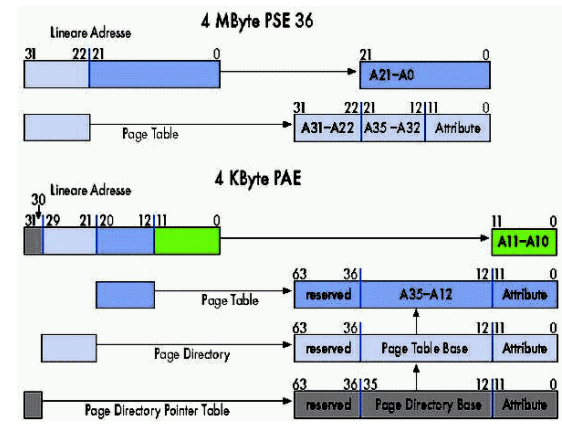 4 MByte PSE 36
Lineare Adresse
31 22 21 0
21 0
A21-A0
31 22 21 12 11 0
A31-A22 A35-A32 Attribute
Page Table
4 KByte PAE
Lineare Adresse
30
31 29 21 20 12 11 0
11 0
A11-A10
63 36 12 11 0
reserved A35-A12 Attribute
Page Table
63 36 12 11 0
reserved Page Table Base Attribute
Page Directory
63 36 35 12 11 0
reserved Page Directory Base Attribute
Page Directory Pointer Table